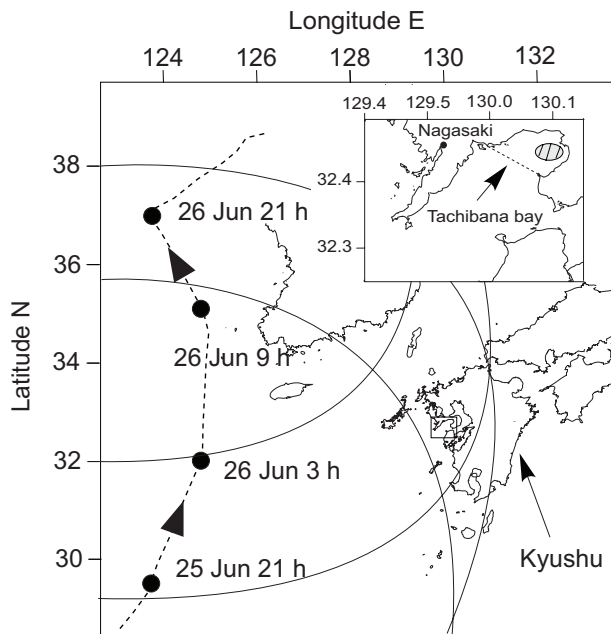 Longitude E
124 126 128 130 132
129.4 129.5 130.0 130.1
Nagasaki
32.4
32.3
Tachibana bay
Latitude N
38
36
34
32
30
26 Jun 21 h
26 Jun 9 h
26 Jun 3 h
25 Jun 21 h
Kyushu